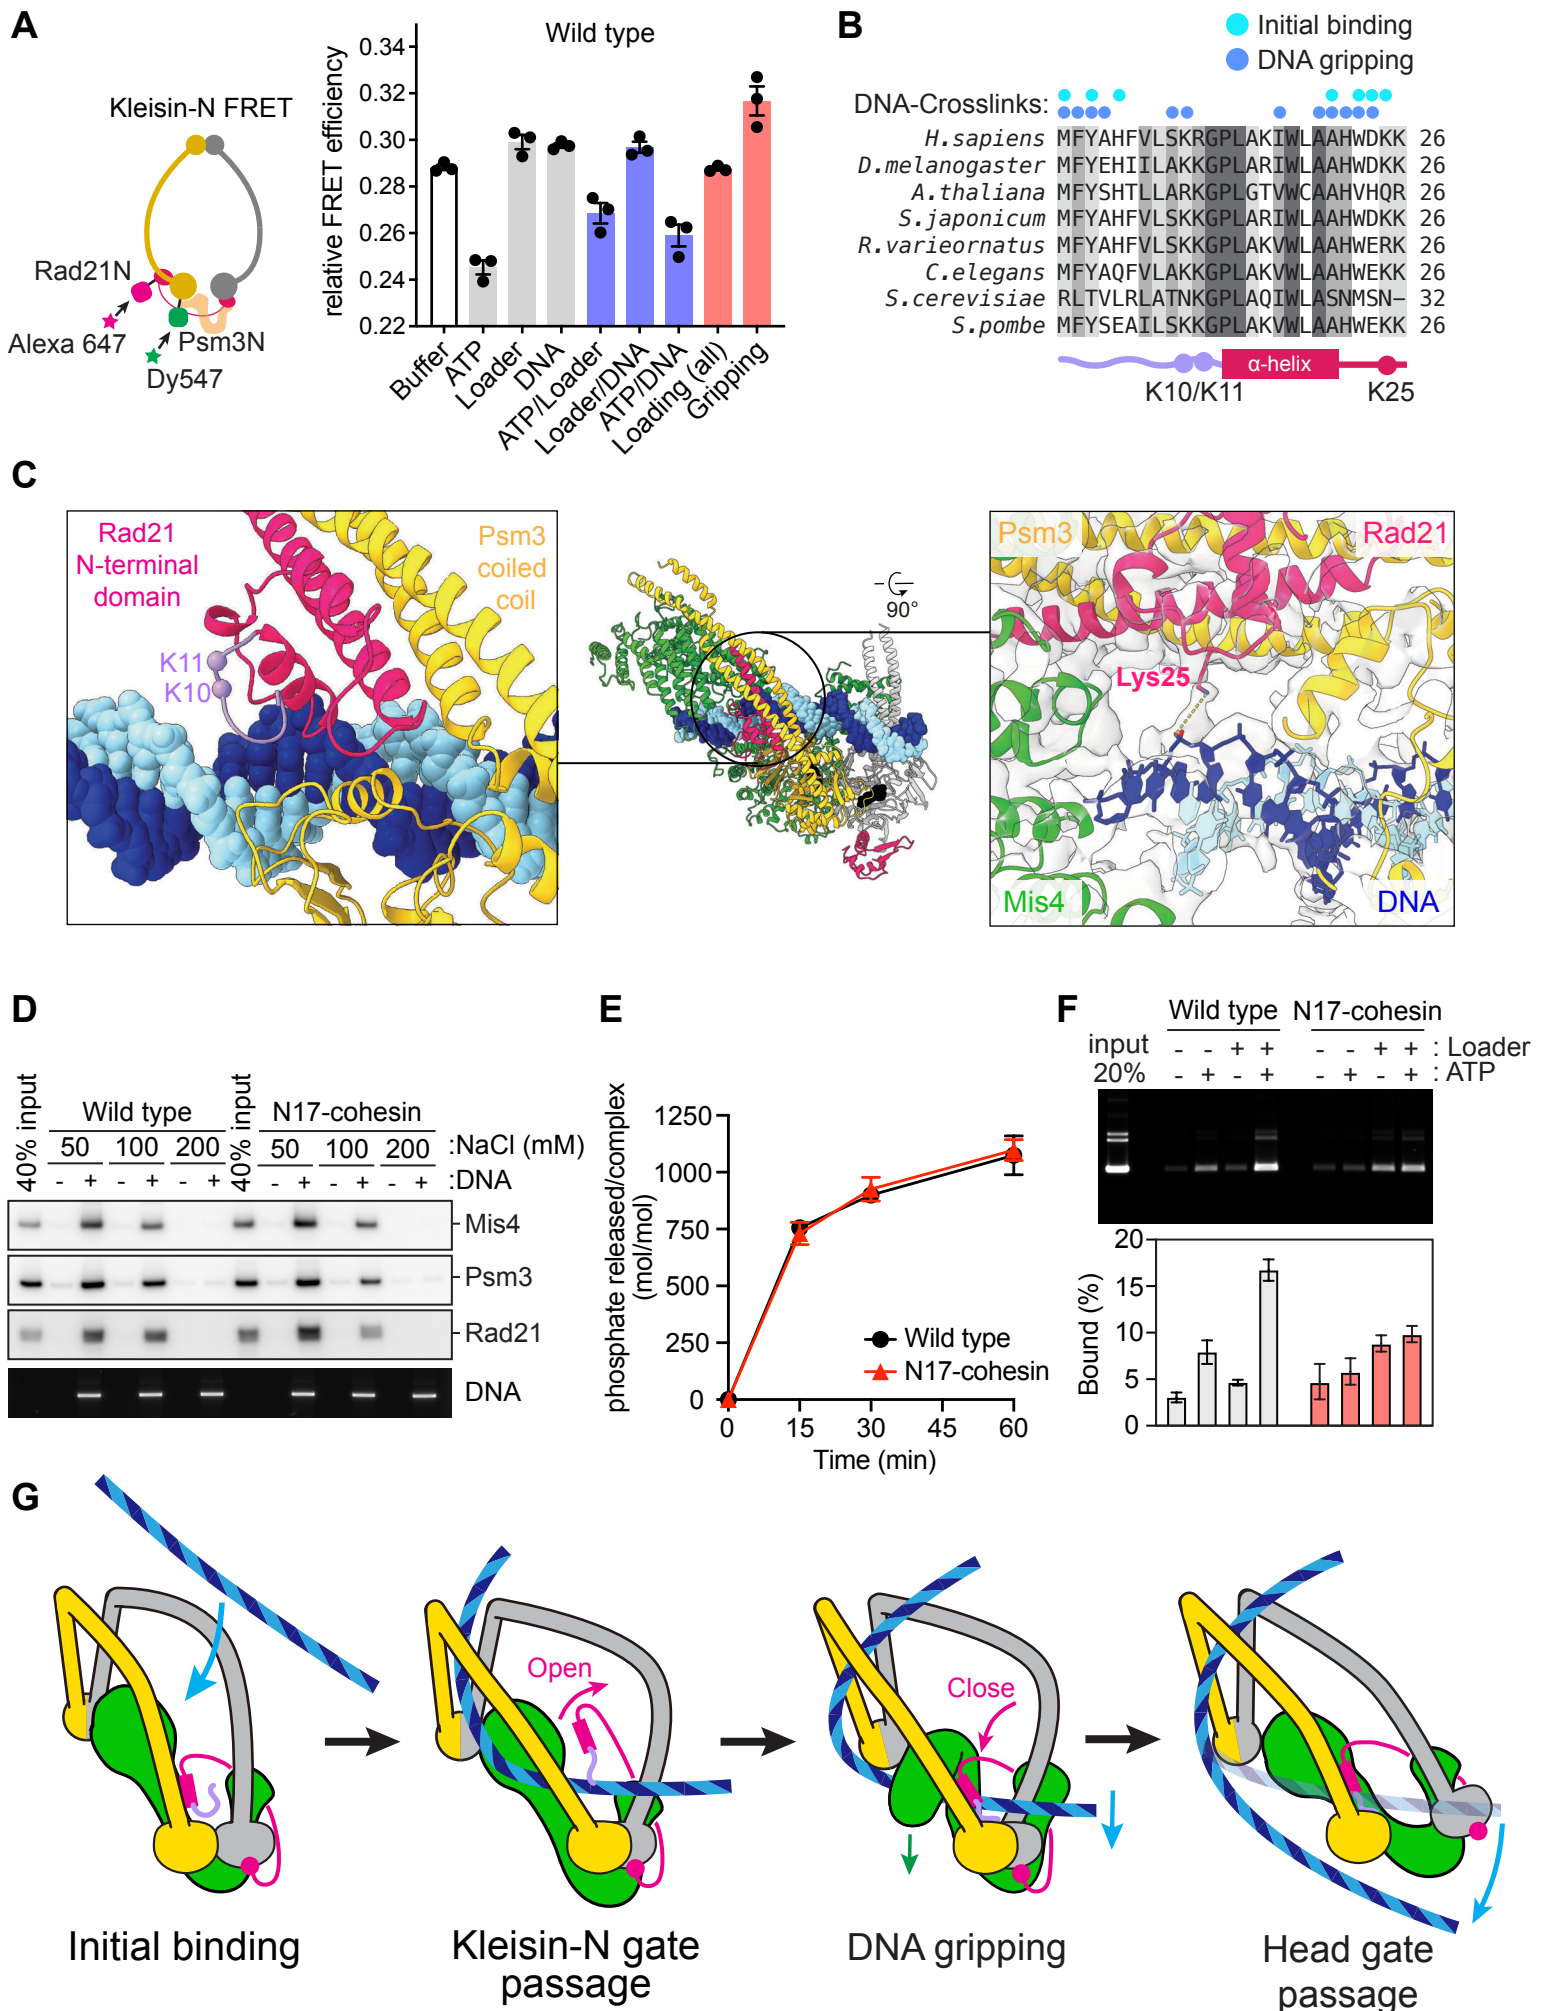 A
Kleisin-N FRET
Rad21N
Alexa 647
Psm3N
Dy547
Wild type
relative FRET efficiency
0.34
0.32
0.30
0.28
0.26
0.24
0.22
Buffer
ATP
Loader
DNA
ATP/Loader
Loader/DNA
ATP/DNA
Loading (all)
Gripping
B
Initial binding
DNA gripping
DNA-Crosslinks:
H.sapiens MFYAHFVLSKRGPLAKIWLAAHWDKK 26
D.melanogaster MFYEHIILAKRGPLARIWLAAHWDKK 26
A.thaliana MFYSHTLLARKGPLGTVWCAAHVHQR 26
S.japonicum MFYAHFVLSKKGPLARIWLAAHWDKK 26
R.varieornatus MFYAHFVLSKKGPLAKVWLAAHWERK 26
C.elegans MFYAQFVLAKKGPLAKVWLAAHWEKK 26
S.cerevisiae RLTVLRLATNKGPLAQIWLASNMSN– 32
S.pombe MFYSEAILSKKGPLAKVWLAAHWEKK 26
α-helix
K10/K11
K25
C
Rad21
N-terminal
domain
Psm3
coiled
coil
K11
K10
90°
Psm3
Rad21
Lys25
Mis4
DNA
D
40% input
Wild type
40% input
N17-cohesin
50 100 200 50 100 200 :NaCl (mM)
- + - + - + - + - + - + :DNA
Mis4
Psm3
Rad21
DNA
E
phosphate released/complex
(mol/mol)
1250
1000
750
500
250
0
Wild type
N17-cohesin
0 15 30 45 60
Time (min)
F
Wild type N17-cohesin
input - - + + - - + + : Loader
20% - + - + - + - + : ATP
Bound (%)
20
15
10
5
0
G
Open
Close
Initial binding
Kleisin-N gate
passage
DNA gripping
Head gate
passage